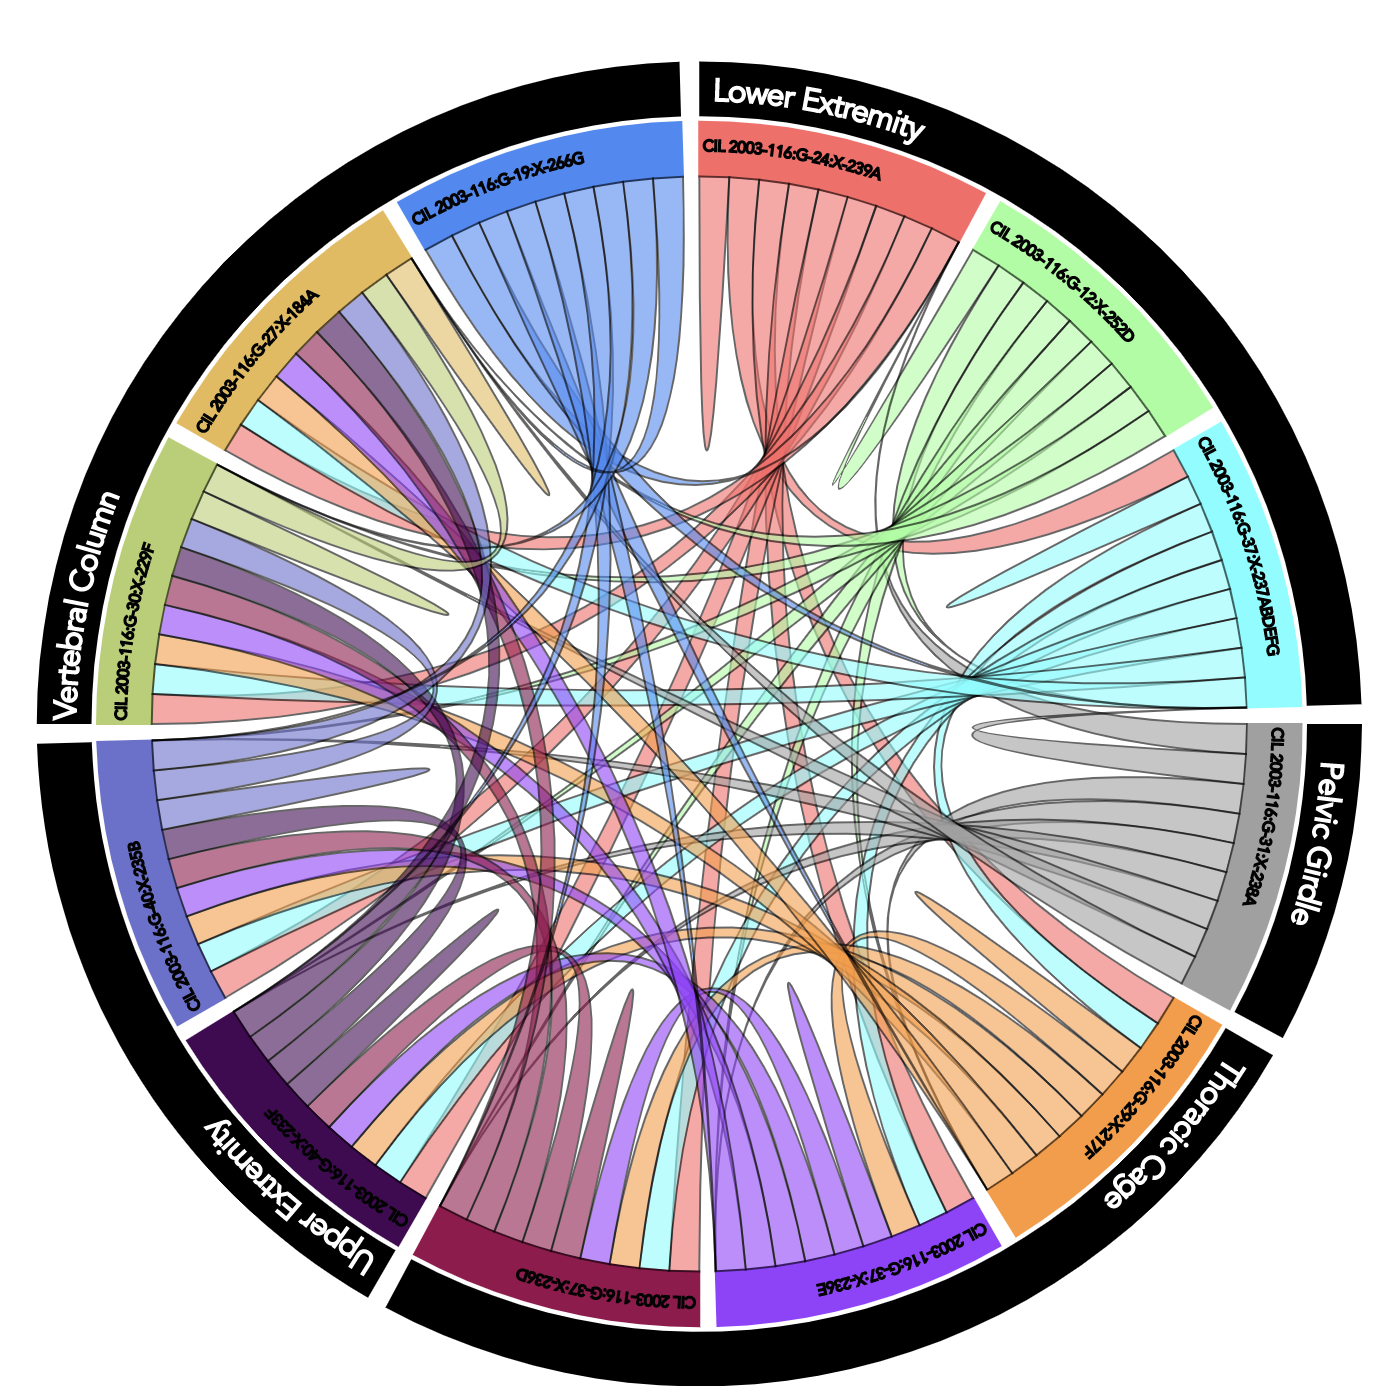 Lower Extremity
CIL 2003-116:G-24:X-239A
CIL 2003-116:G-12:X-252D
CIL 2003-116:G-37:X-237ABDEFG
Pelvic Girdle
CIL 2003-116:G-31:X-238A
Thoracic Cage
CIL 2003-116:G-29:X-217F
CIL 2003-116:G-37:X-236E
CIL 2003-116:G-37:X-236D
Upper Extremity
CIL 2003-116:G-40:X-233F
CIL 2003-116:G-40:X-235B
Vertebral Column
CIL 2003-116:G-30:X-229F
CIL 2003-116:G-27:X-184A
CIL 2003-116:G-19:X-266G